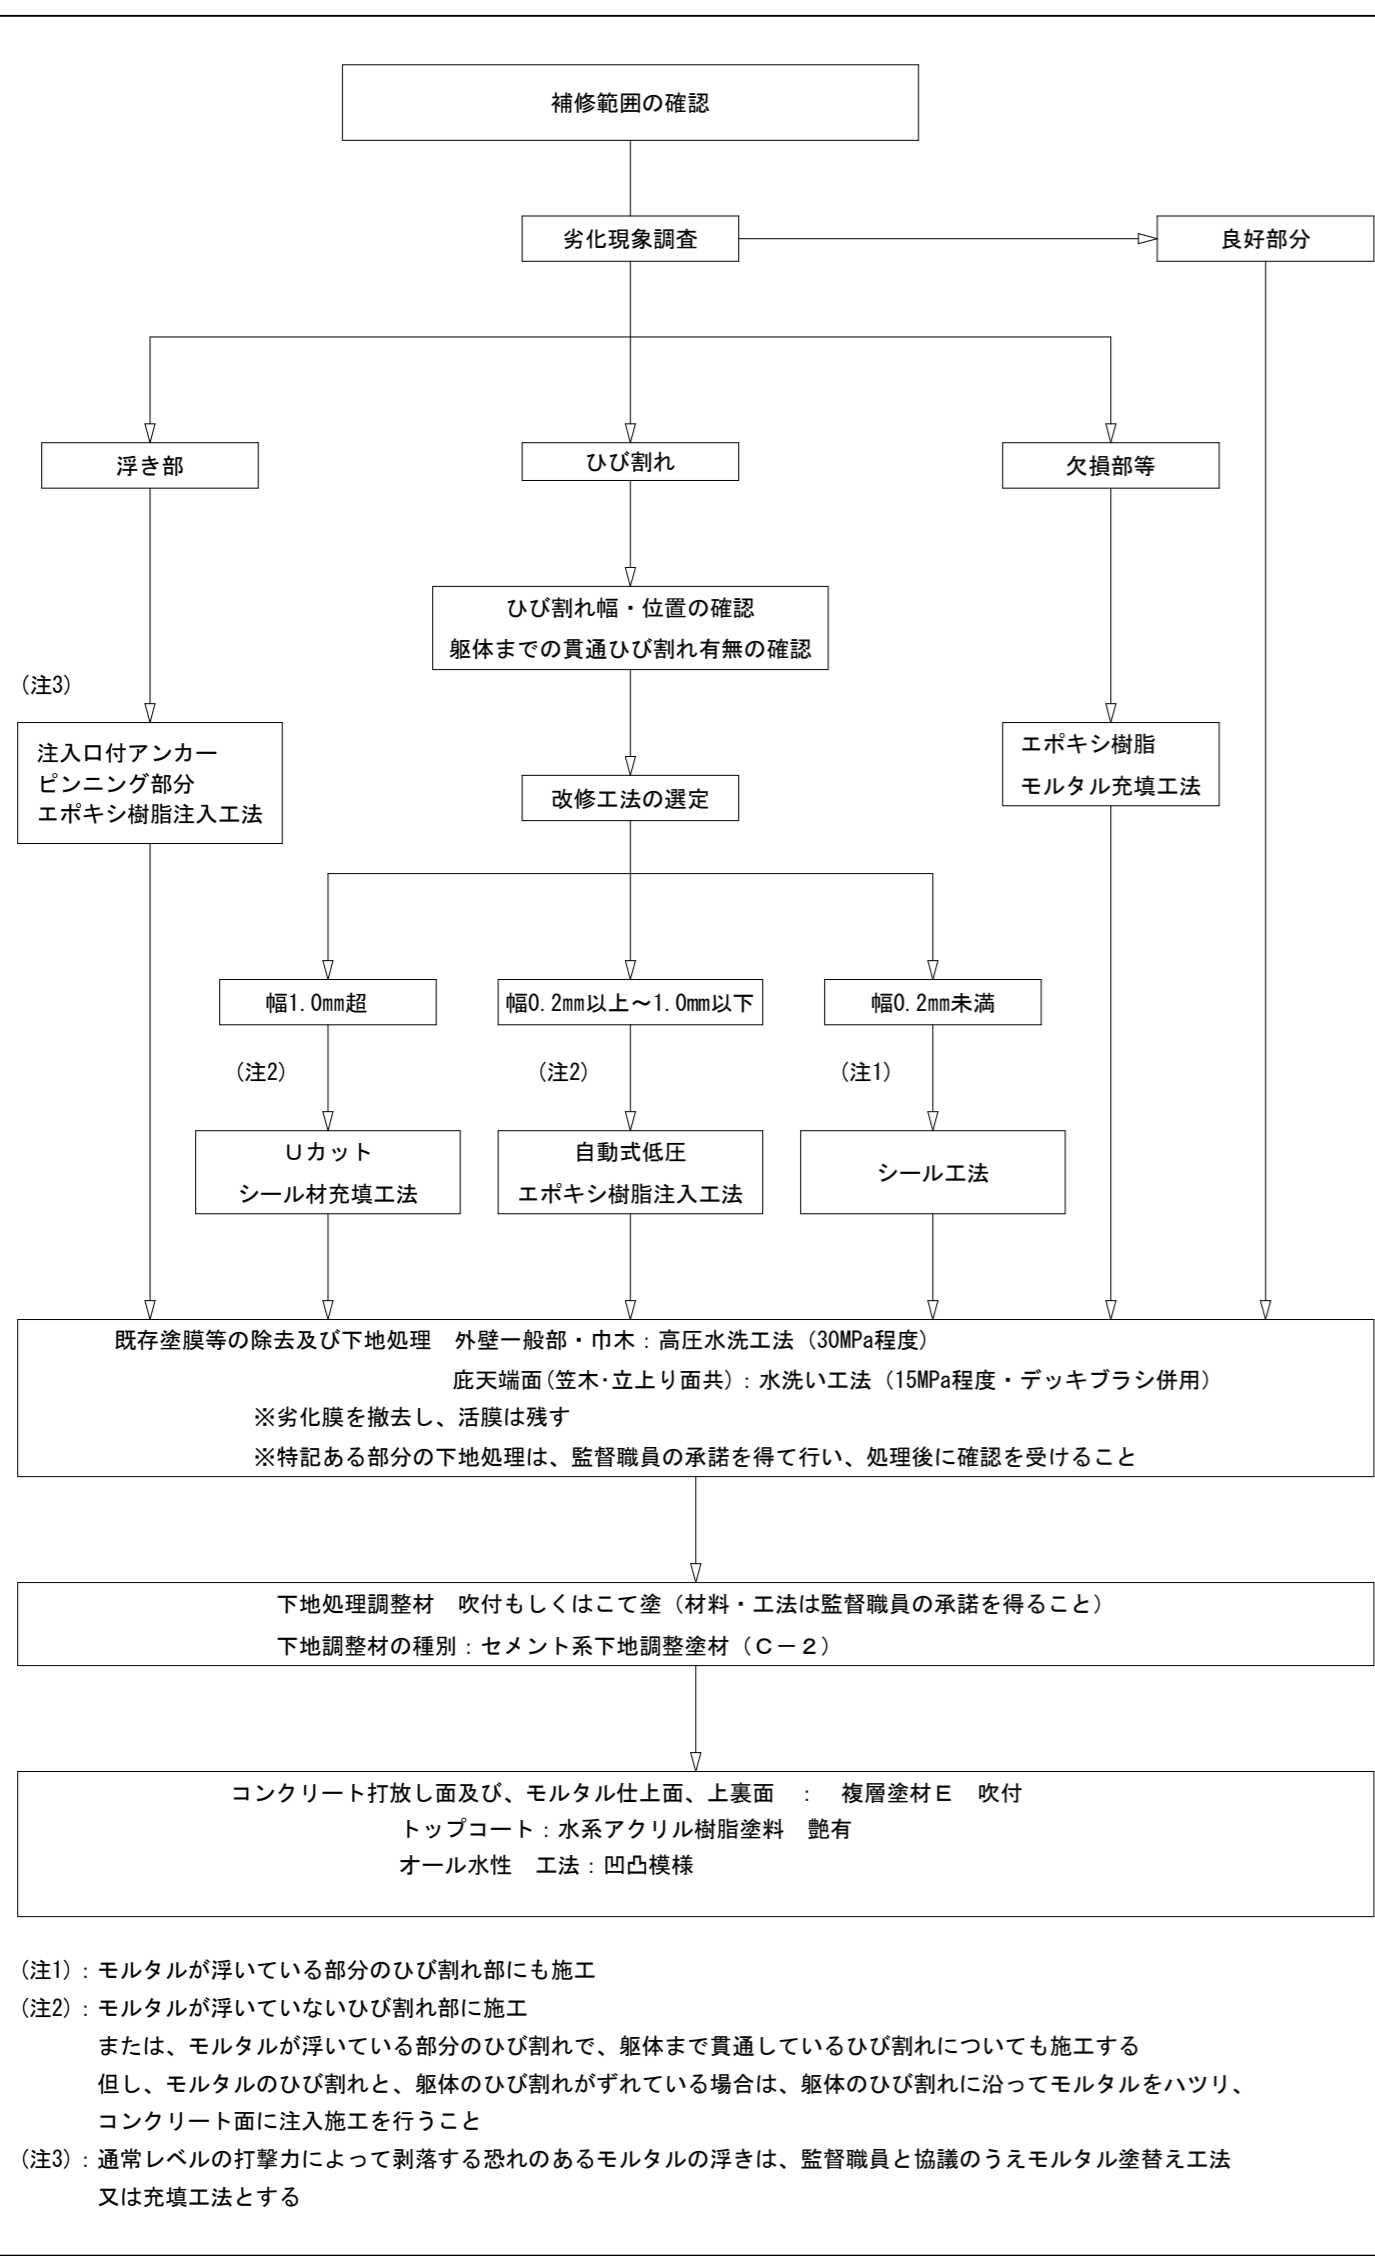 補修範囲の確認
劣化現象調査
良好部分
浮き部
ひび割れ
欠損部等
ひび割れ幅・位置の確認
躯体までの貫通ひび割れ有無の確認
(注3)
注入口付アンカー
ピンニング部分
エポキシ樹脂注入工法
改修工法の選定
エポキシ樹脂
モルタル充填工法
幅1.0mm超
幅0.2mm以上～1.0mm以下
幅0.2mm未満
(注2)
(注2)
(注1)
Ｕカット
シール材充填工法
自動式低圧
エポキシ樹脂注入工法
シール工法
既存塗膜等の除去及び下地処理　外壁一般部・巾木：高圧水洗工法（30MPa程度）
庇天端面(笠木･立上り面共)：水洗い工法（15MPa程度・デッキブラシ併用）
※劣化膜を撤去し、活膜は残す
※特記ある部分の下地処理は、監督職員の承諾を得て行い、処理後に確認を受けること
下地処理調整材　吹付もしくはこて塗（材料・工法は監督職員の承諾を得ること）
下地調整材の種別：セメント系下地調整塗材（Ｃ－２）
コンクリート打放し面及び、モルタル仕上面、上裏面　：　複層塗材Ｅ　吹付
トップコート：水系アクリル樹脂塗料　艶有
オール水性　工法：凹凸模様
(注1)：モルタルが浮いている部分のひび割れ部にも施工
(注2)：モルタルが浮いていないひび割れ部に施工
または、モルタルが浮いている部分のひび割れで、躯体まで貫通しているひび割れについても施工する
但し、モルタルのひび割れと、躯体のひび割れがずれている場合は、躯体のひび割れに沿ってモルタルをハツリ、
コンクリート面に注入施工を行うこと
(注3)：通常レベルの打撃力によって剥落する恐れのあるモルタルの浮きは、監督職員と協議のうえモルタル塗替え工法
又は充填工法とする